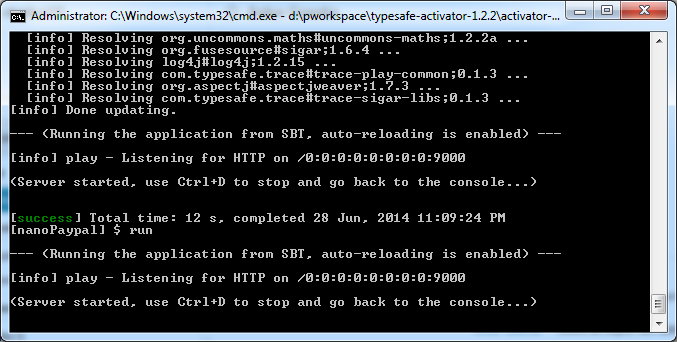 Administrator: C:\Windows\system32\cmd.exe - d:\pworkspace\typesafe-activator-1.2.2\activator-...
C:\.
[info] Resolving org.uncommons.maths#uncommons-maths;1.2.2a ...
[info] Resolving org.fusesource#sigar;1.6.4 ...
[info] Resolving log4j#log4j;1.2.15 ...
[info] Resolving com.typesafe.trace#trace-play-common;0.1.3 ...
[info] Resolving org.aspectj#aspectjweaver;1.7.3 ...
[info] Resolving com.typesafe.trace#trace-sigar-libs;0.1.3 ...
[info] Done updating.
--- (Running the application from SBT, auto-reloading is enabled) ---
[info] play - Listening for HTTP on /0:0:0:0:0:0:0:0:9000
(Server started, use Ctrl+D to stop and go back to the console...)
[success] Total time: 12 s, completed 28 Jun, 2014 11:09:24 PM
[nanoPaypal] $ run
--- (Running the application from SBT, auto-reloading is enabled) ---
[info] play - Listening for HTTP on /0:0:0:0:0:0:0:0:9000
(Server started, use Ctrl+D to stop and go back to the console...)